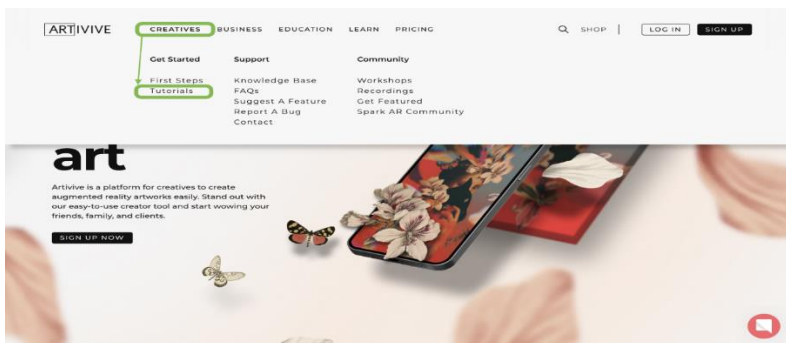 ARTIVIVE CREATIVES BUSINESS EDUCATION LEARN PRICING SHOP | LOG IN SIGN UP
Get Started
First Steps
Tutorials
Support
Knowledge Base
FAQs
Suggest A Feature
Report A Bug
Contact
Community
Workshops
Recordings
Get Featured
Spark AR Community
art
Artivive is a platform for creatives to create
augmented reality artworks easily. Stand out with
our easy-to-use creator tool and start wowing your
friends, family, and clients.
SIGN UP NOW